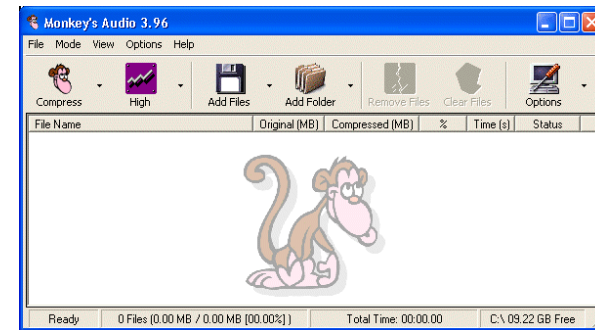 Monkey's Audio 3.96
File Mode View Options Help
Compress High Add Files Add Folder Remove Files Clear Files Options
File Name Original (MB) Compressed (MB) % Time (s) Status
Ready 0 Files (0.00 MB / 0.00 MB [00.00%] ) Total Time: 00:00.00 C:\ 09.22 GB Free